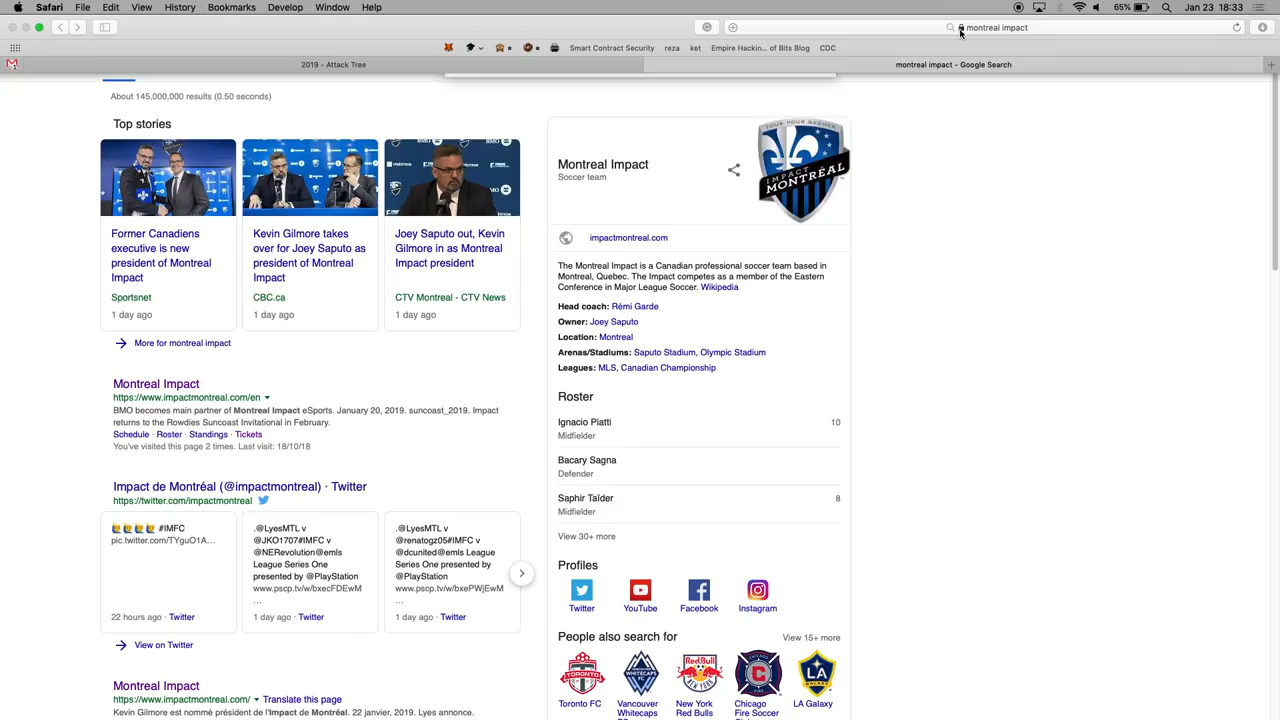 Safari File Edit View History Bookmarks Develop Window Help 65% Jan 23 18:33
montreal impact
Smart Contract Security reza ket Empire Hackin... of Bits Blog CDC
2019 - Attack Tree montreal impact - Google Search
About 145,000,000 results (0.50 seconds)
Top stories
Former Canadiens
executive is new
president of Montreal
Impact
Sportsnet
1 day ago
Kevin Gilmore takes
over for Joey Saputo as
president of Montreal
Impact
CBC.ca
1 day ago
Joey Saputo out, Kevin
Gilmore in as Montreal
Impact president
CTV Montreal - CTV News
1 day ago
More for montreal impact
Montreal Impact
https://www.impactmontreal.com/en
BMO becomes main partner of Montreal Impact eSports. January 20, 2019. suncoast_2019. Impact
returns to the Rowdies Suncoast Invitational in February.
Schedule · Roster · Standings · Tickets
You've visited this page 2 times. Last visit: 18/10/18
Impact de Montréal (@impactmontreal) · Twitter
https://twitter.com/impactmontreal
#IMFC
pic.twitter.com/TYguO1A...
22 hours ago · Twitter
.@LyesMTL v
@JKO1707#IMFC v
@NERevolution@emls
League Series One
presented by @PlayStation
www.pscp.tv/w/bxecFDEwM
...
1 day ago · Twitter
.@LyesMTL v
@renatogz05#IMFC v
@dcunited@emls League
Series One presented by
@PlayStation
www.pscp.tv/w/bxePWjEwM
...
1 day ago · Twitter
View on Twitter
Montreal Impact
https://www.impactmontreal.com/ Translate this page
Kevin Gilmore est nommé président de l'Impact de Montréal. 22 janvier, 2019. Lyes annonce.
Montreal Impact
Soccer team
IMPACT
MONTRÉAL
impactmontreal.com
The Montreal Impact is a Canadian professional soccer team based in
Montreal, Quebec. The Impact competes as a member of the Eastern
Conference in Major League Soccer. Wikipedia
Head coach: Rémi Garde
Owner: Joey Saputo
Location: Montreal
Arenas/Stadiums: Saputo Stadium, Olympic Stadium
Leagues: MLS, Canadian Championship
Roster
Ignacio Piatti 10
Midfielder
Bacary Sagna
Defender
Saphir Taïder 8
Midfielder
View 30+ more
Profiles
Twitter YouTube Facebook Instagram
People also search for View 15+ more
Toronto FC
Vancouver
Whitecaps
New York
Red Bulls
Chicago
Fire Soccer
LA Galaxy